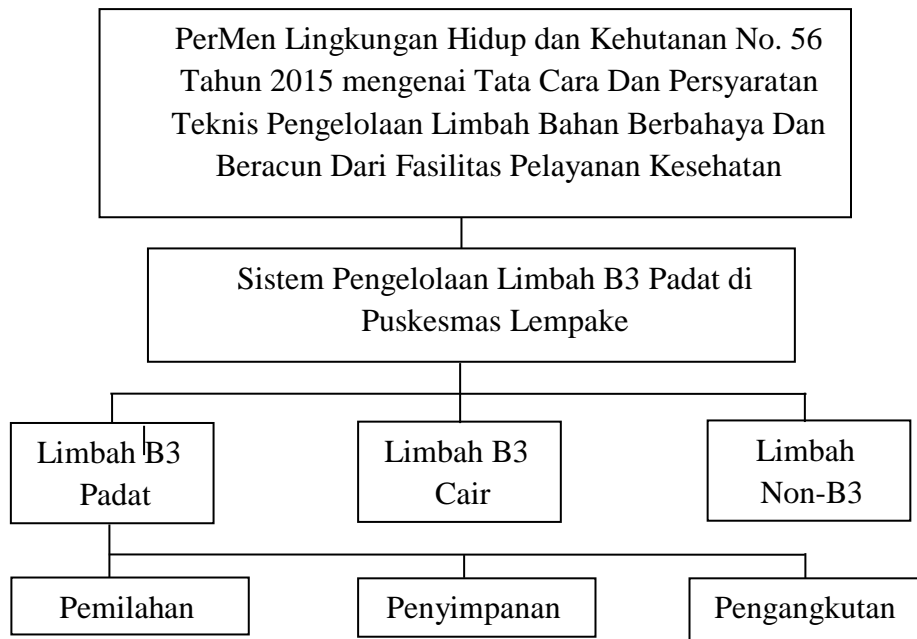 PerMen Lingkungan Hidup dan Kehutanan No. 56
Tahun 2015 mengenai Tata Cara Dan Persyaratan
Teknis Pengelolaan Limbah Bahan Berbahaya Dan
Beracun Dari Fasilitas Pelayanan Kesehatan
Sistem Pengelolaan Limbah B3 Padat di
Puskesmas Lempake
Limbah B3
Padat
Limbah B3
Cair
Limbah
Non-B3
Pemilahan
Penyimpanan
Pengangkutan